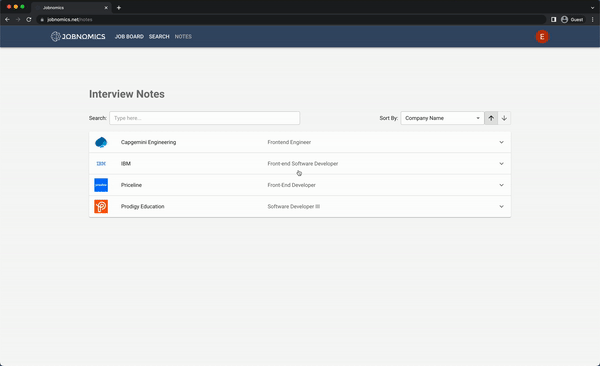 Jobnomics
jobnomics.net/notes
Guest
JOBNOMICS
JOB BOARD
SEARCH
NOTES
E
Interview Notes
Search:
Type here...
Sort By:
Company Name
Capgemini Engineering
Frontend Engineer
IBM
IBM
Front-end Software Developer
priceline
Priceline
Front-End Developer
Prodigy Education
Software Developer III